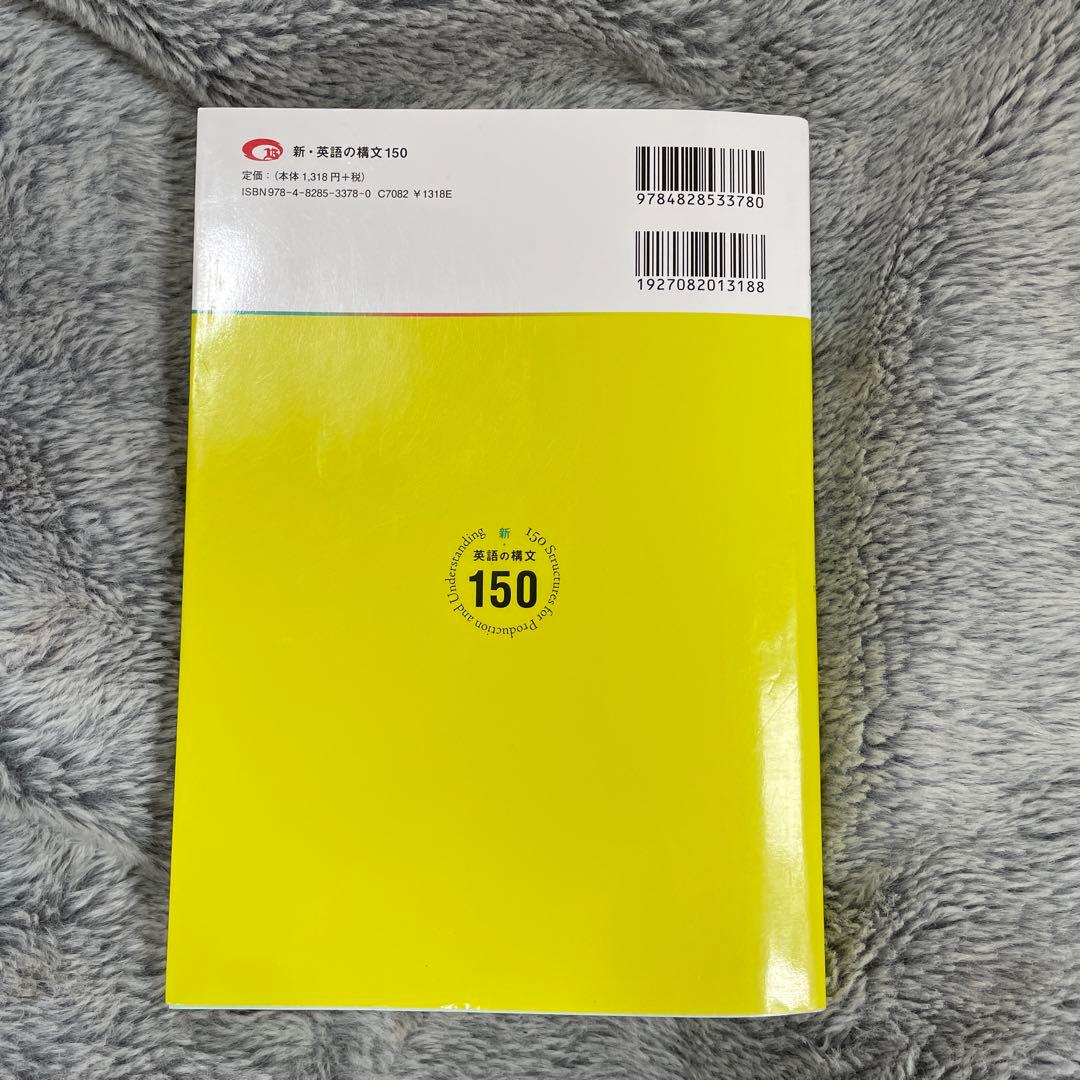 新・英語の構文150
定価：（本体1,318円＋税）
ISBN978-4-8285-3378-0 C7082 ￥1318E
9784828533780
1927082013188
新・
英語の構文
150
150 Structures for Production and Understanding